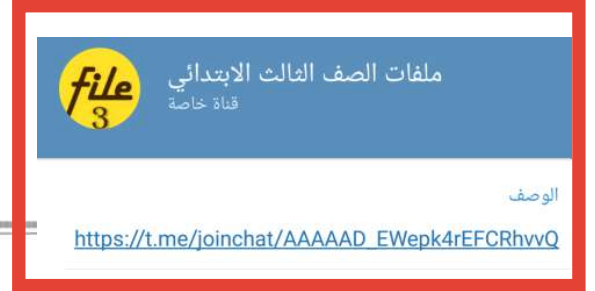 file
3
ملفات الصف الثالث الابتدائي
قناة خاصة
الوصف
https://t.me/joinchat/AAAAAD_EWepk4rEFCRhvvQ